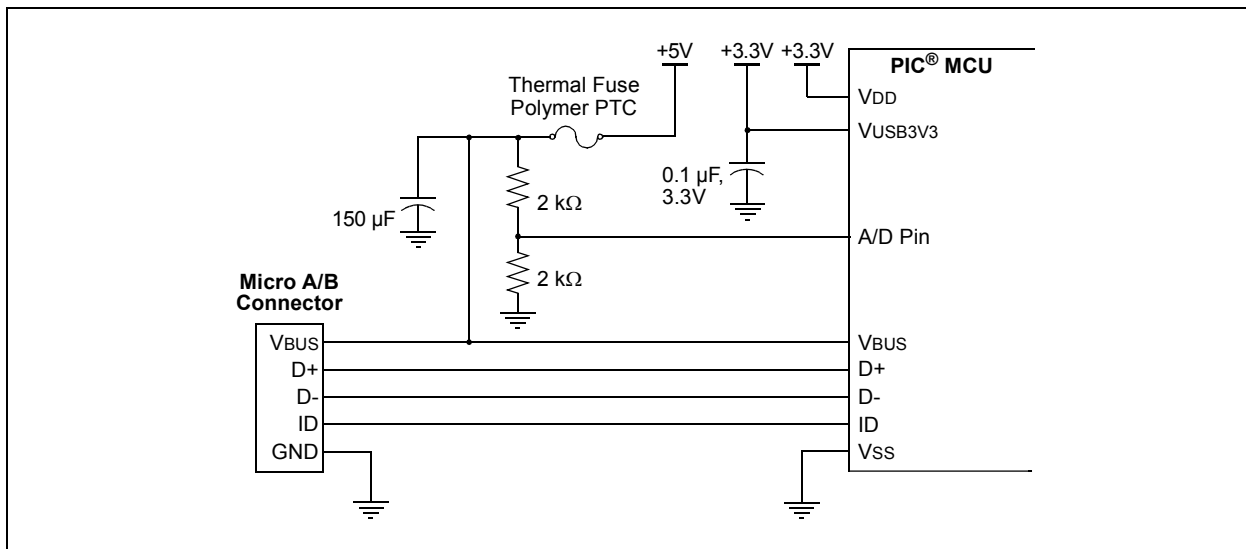 +5V
+3.3V
+3.3V
PIC® MCU
Thermal Fuse
Polymer PTC
VDD
VUSB3V3
0.1 µF,
3.3V
2 kΩ
150 µF
A/D Pin
2 kΩ
Micro A/B
Connector
VBUS
D+
D-
ID
GND
VBUS
D+
D-
ID
VSS